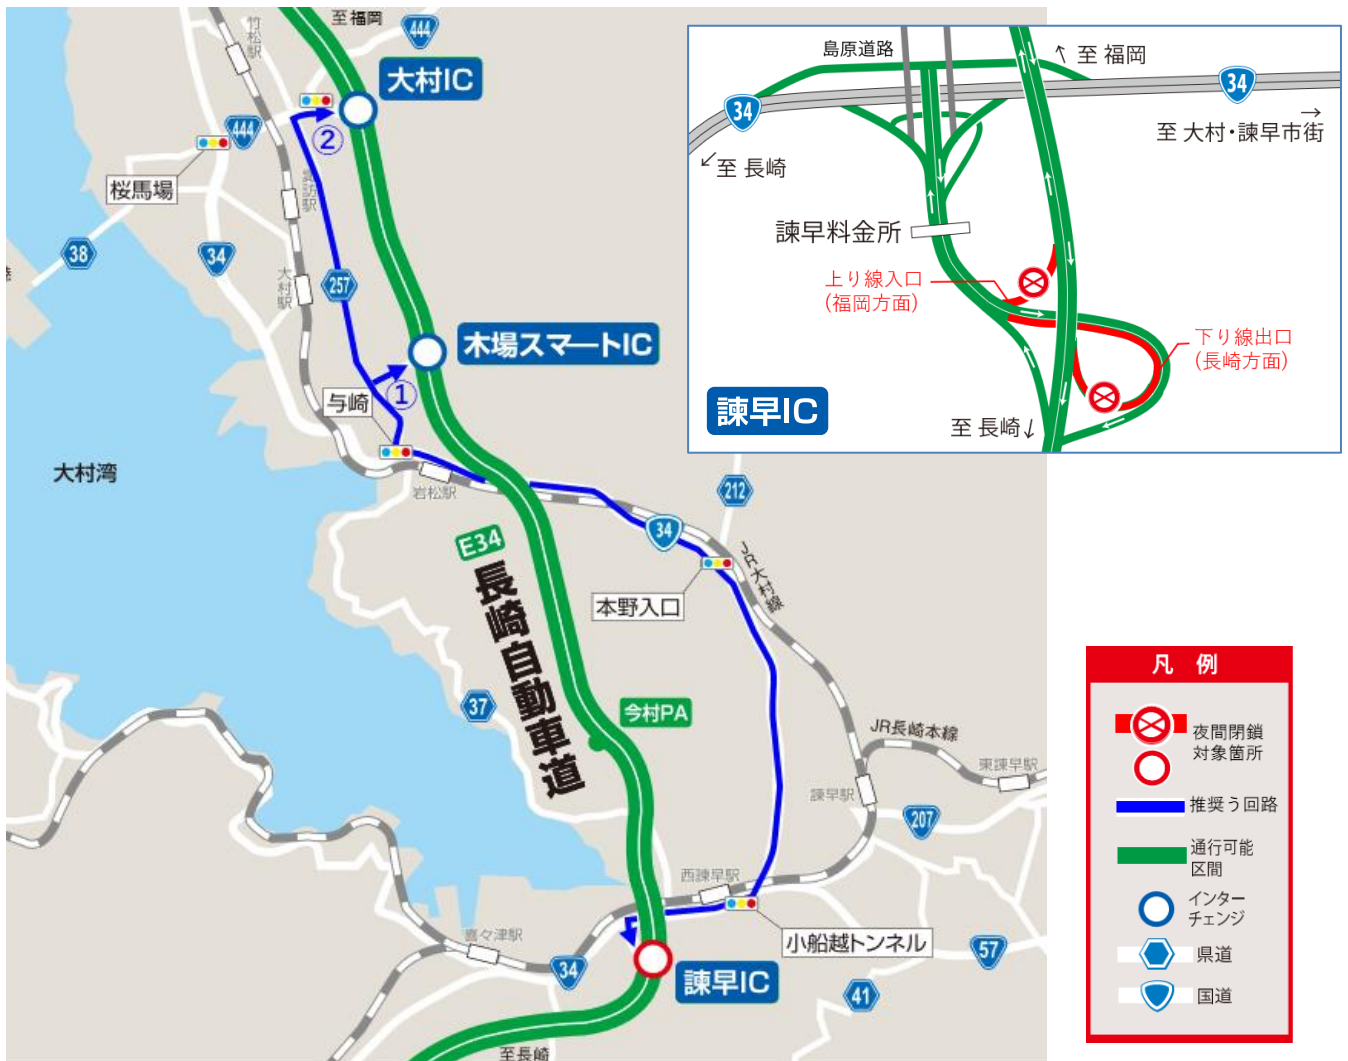 至福岡
444
竹松駅
大村IC
②
444
桜馬場
諏訪駅
38
34
大村駅
257
木場スマートIC
①
与崎
大村湾
岩松駅
212
E34
34
長崎自動車道
JR大村線
本野入口
37
今村PA
JR長崎本線
東諫早駅
諫早駅
207
西諫早駅
喜々津駅
小船越トンネル
34
57
諫早IC
41
至長崎
島原道路
至 福岡
34
34
至 大村・諫早市街
至 長崎
諫早料金所
上り線入口
(福岡方面)
下り線出口
(長崎方面)
諫早IC
至 長崎
凡 例
夜間閉鎖
対象箇所
推奨う回路
通行可能
区間
インター
チェンジ
県道
国道